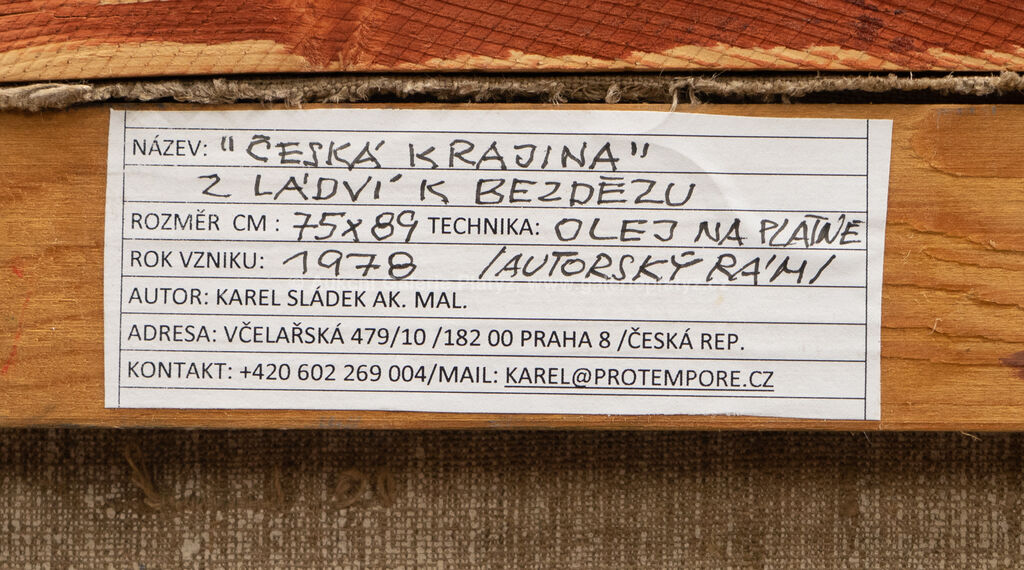 NÁZEV: "ČESKÁ KRAJINA"
Z LÁDVÍ K BEZDĚZU
ROZMĚR CM : 75x89 TECHNIKA: OLEJ NA PLÁTNĚ
ROK VZNIKU: 1978 /AUTORSKÝ RÁM/
AUTOR: KAREL SLÁDEK AK. MAL.
ADRESA: VČELAŘSKÁ 479/10 /182 00 PRAHA 8 /ČESKÁ REP.
KONTAKT: +420 602 269 004/MAIL: KAREL@PROTEMPORE.CZ